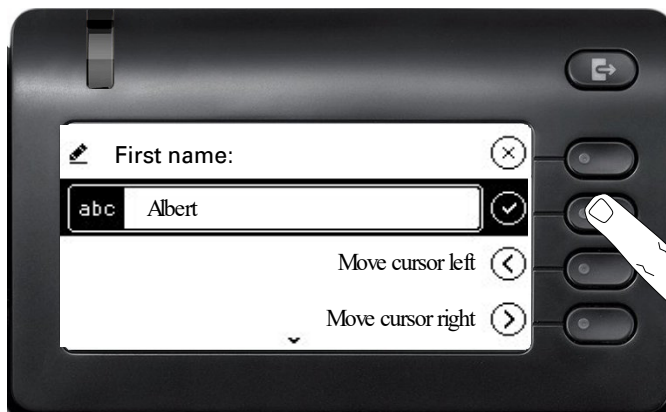 First name:
abc Albert
Move cursor left
Move cursor right